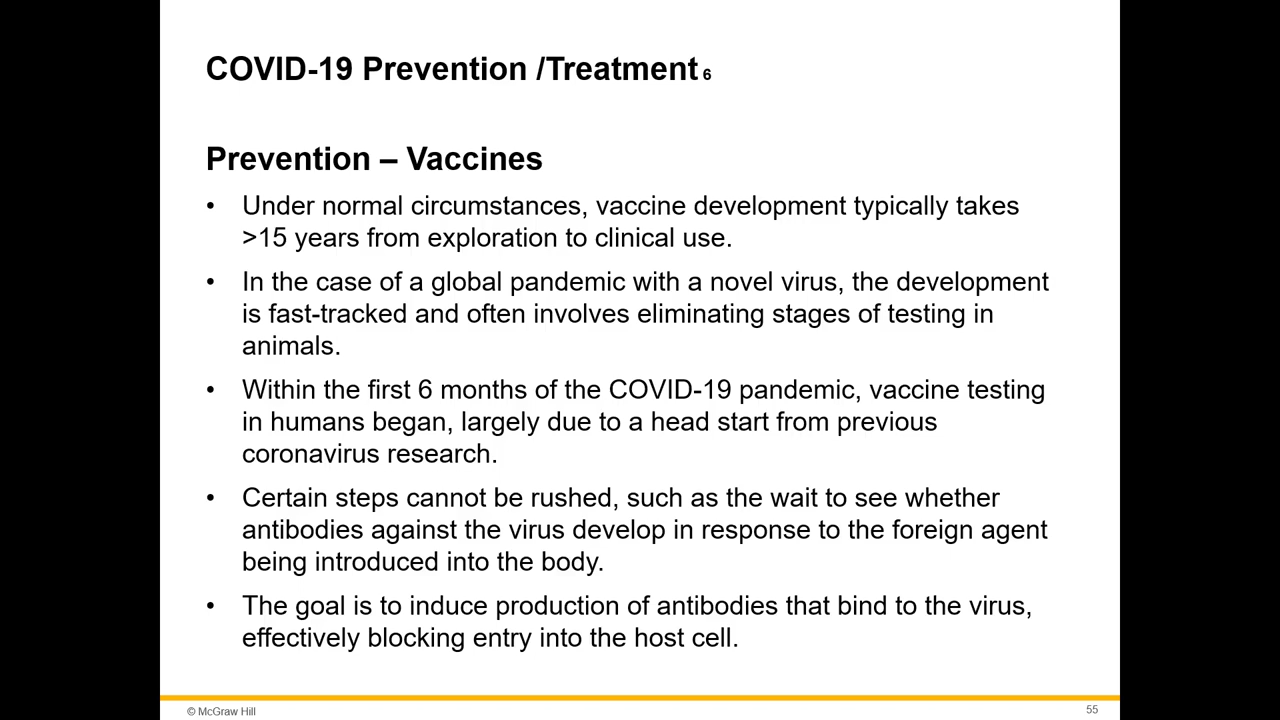 COVID-19 Prevention /Treatment 6
Prevention – Vaccines
• Under normal circumstances, vaccine development typically takes
>15 years from exploration to clinical use.
• In the case of a global pandemic with a novel virus, the development
is fast-tracked and often involves eliminating stages of testing in
animals.
• Within the first 6 months of the COVID-19 pandemic, vaccine testing
in humans began, largely due to a head start from previous
coronavirus research.
• Certain steps cannot be rushed, such as the wait to see whether
antibodies against the virus develop in response to the foreign agent
being introduced into the body.
• The goal is to induce production of antibodies that bind to the virus,
effectively blocking entry into the host cell.
© McGraw Hill
55